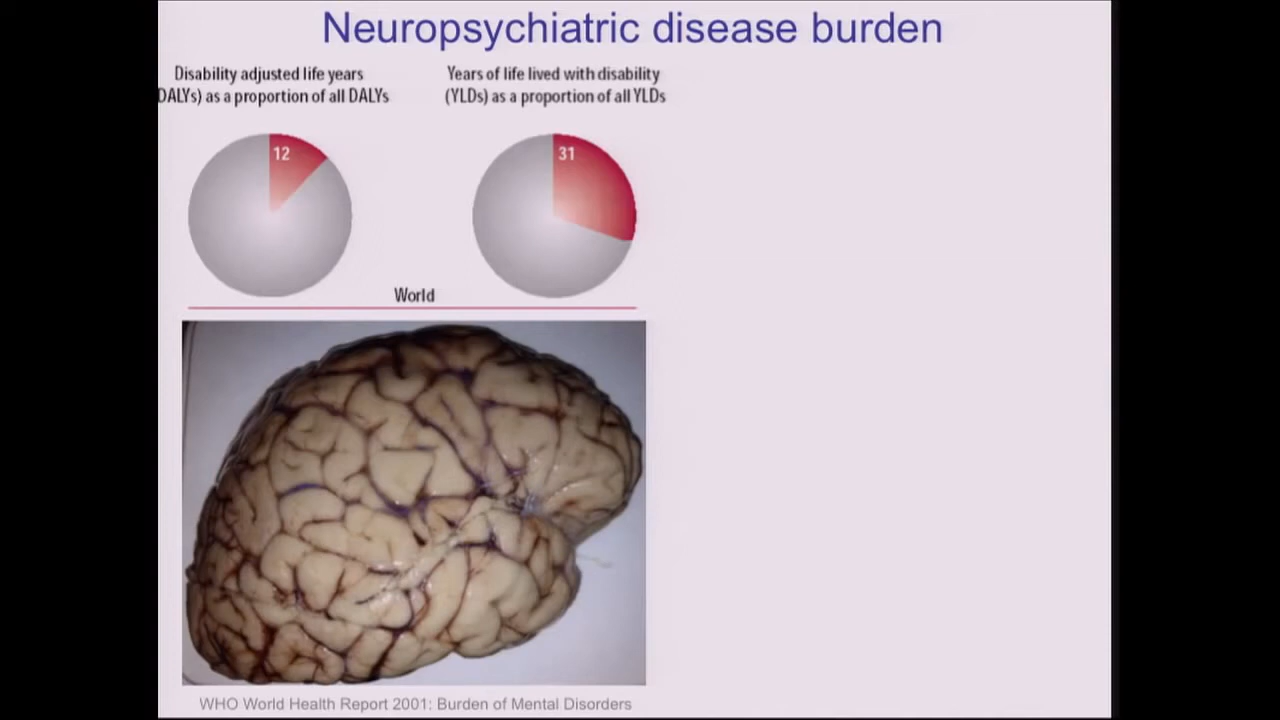 Neuropsychiatric disease burden
Disability adjusted life years
DALYs) as a proportion of all DALYs
Years of life lived with disability
(YLDs) as a proportion of all YLDs
12
31
World
WHO World Health Report 2001: Burden of Mental Disorders